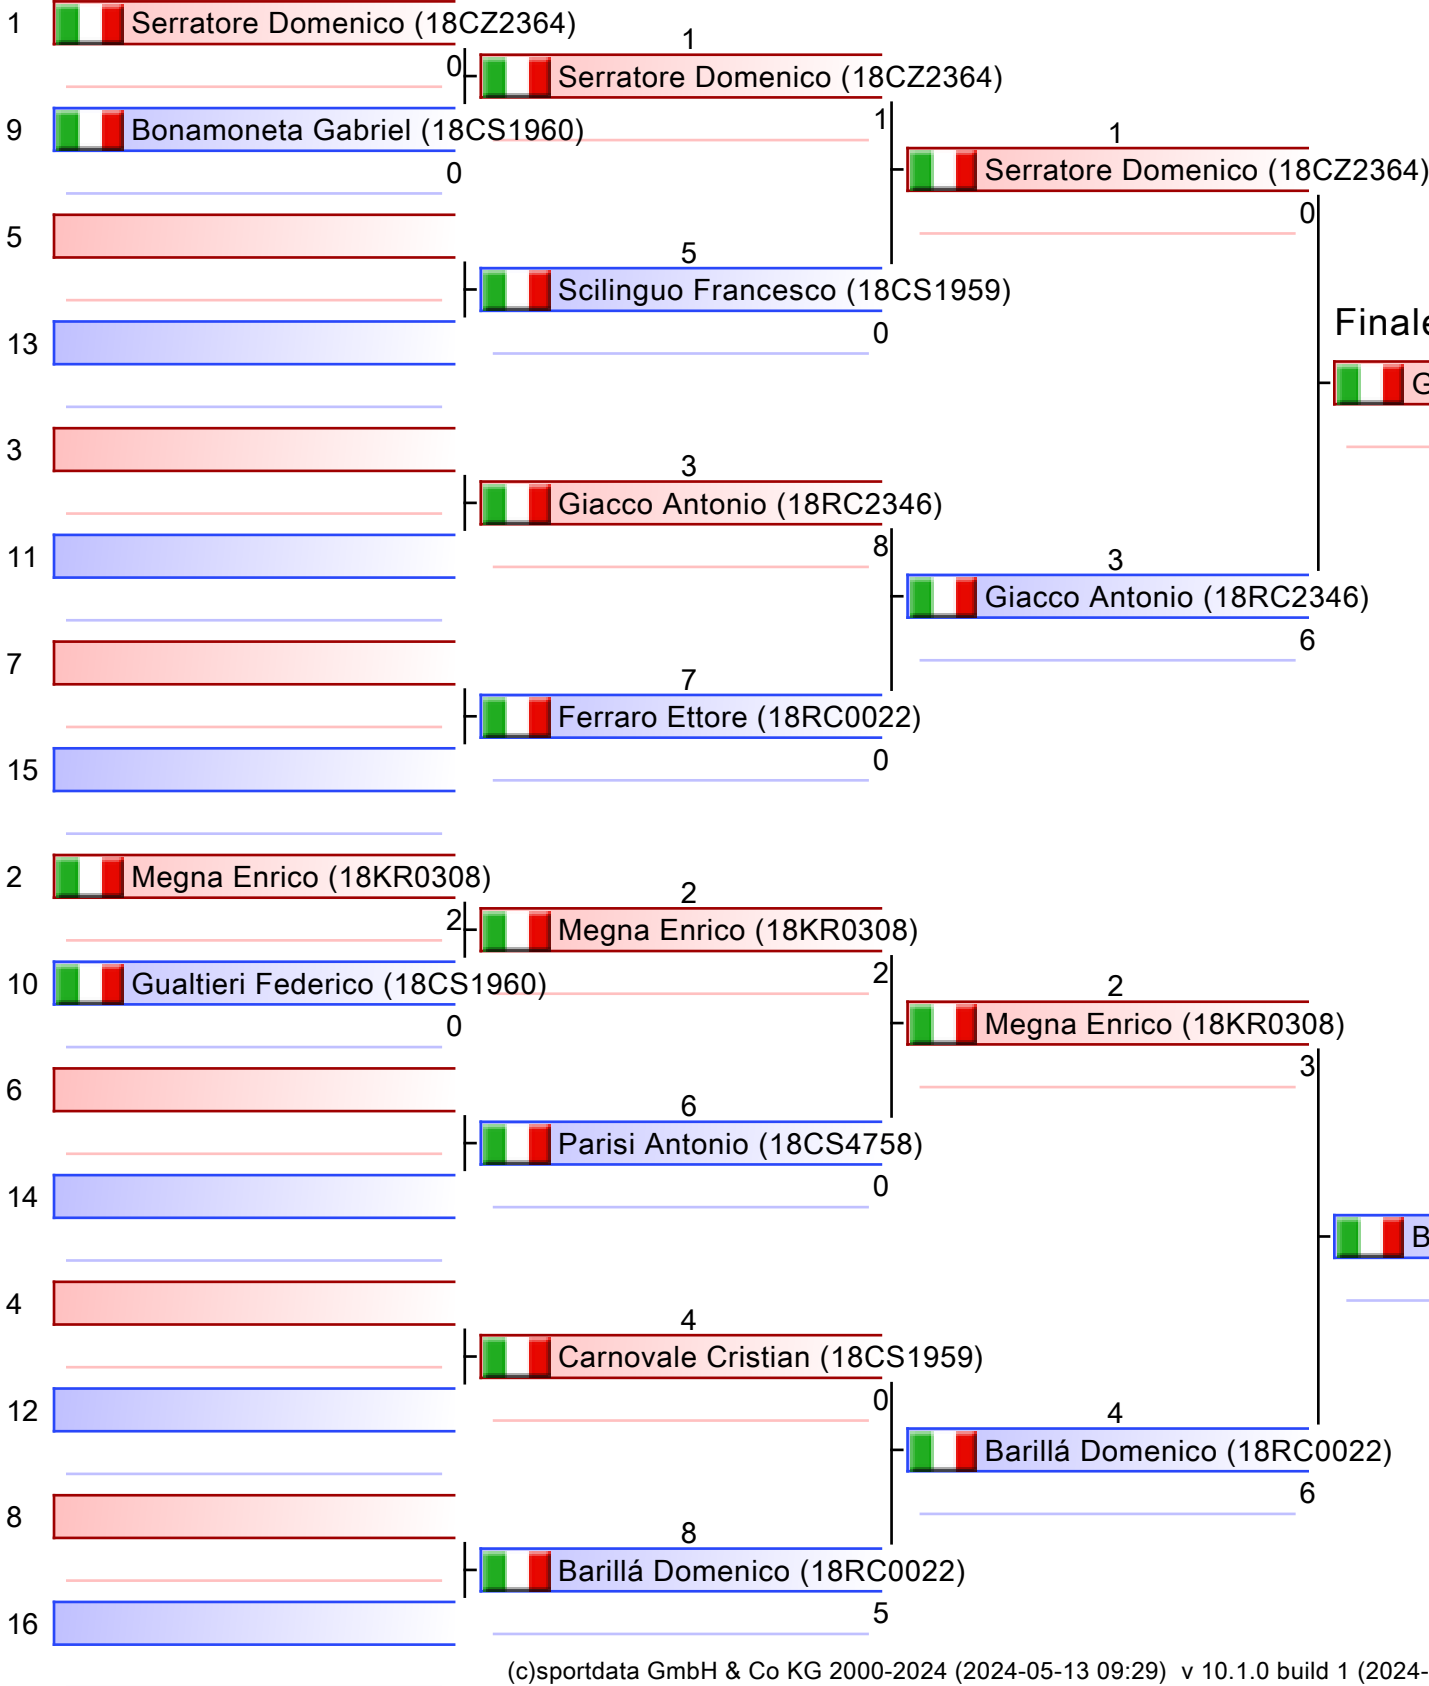 1 Serratore Domenico (18CZ2364)
0
1
Serratore Domenico (18CZ2364)
1
9 Bonamoneta Gabriel (18CS1960)
0
1
Serratore Domenico (18CZ2364)
0
5
5
Scilinguo Francesco (18CS1959)
0
13
Finale
G
3
3
Giacco Antonio (18RC2346)
8
11
3
Giacco Antonio (18RC2346)
6
7
7
Ferraro Ettore (18RC0022)
0
15
2 Megna Enrico (18KR0308)
2
2
Megna Enrico (18KR0308)
2
10 Gualtieri Federico (18CS1960)
0
2
Megna Enrico (18KR0308)
3
6
6
Parisi Antonio (18CS4758)
0
14
B
4
4
Carnovale Cristian (18CS1959)
0
12
4
Barillá Domenico (18RC0022)
6
8
8
Barillá Domenico (18RC0022)
5
16
(c)sportdata GmbH & Co KG 2000-2024 (2024-05-13 09:29) v 10.1.0 build 1 (2024-